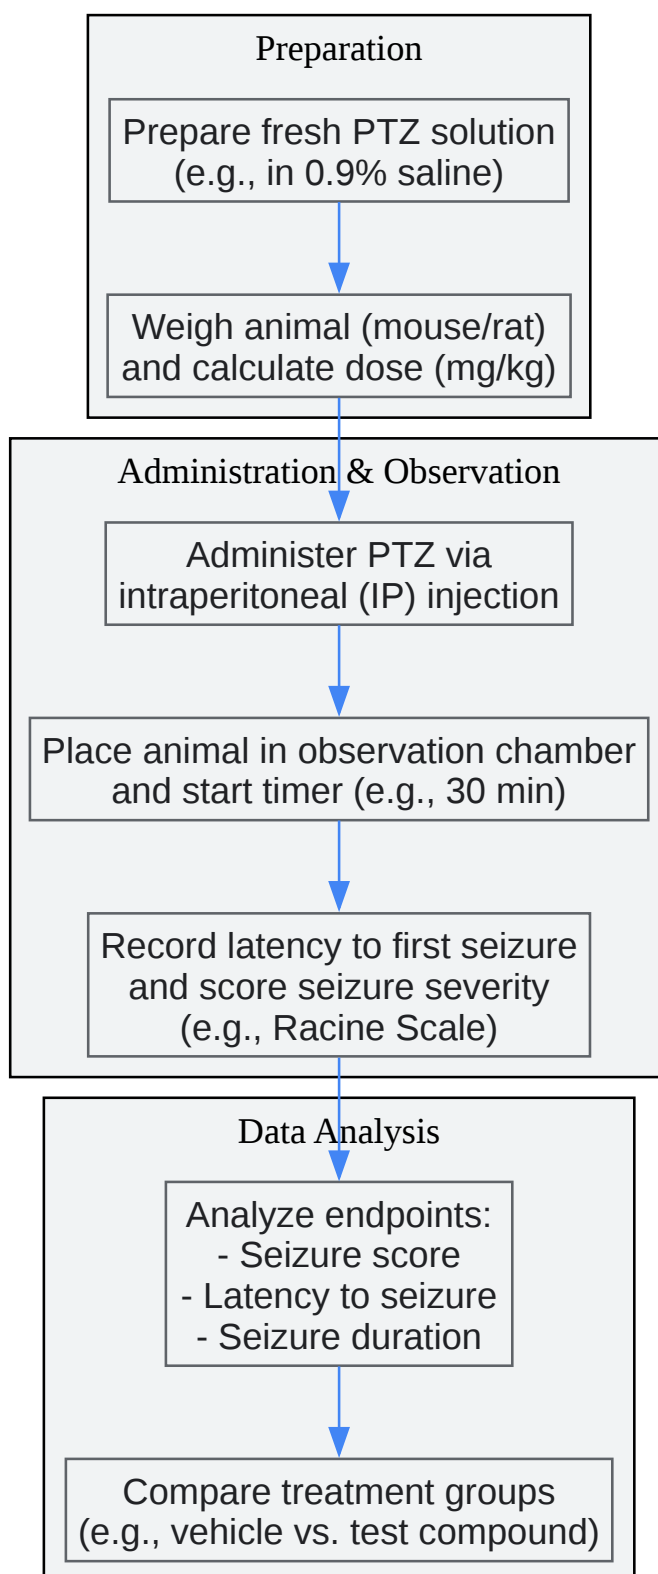 Preparation
Prepare fresh PTZ solution
(e.g., in 0.9% saline)
Weigh animal (mouse/rat)
and calculate dose (mg/kg)
Administration & Observation
Administer PTZ via
intraperitoneal (IP) injection
Place animal in observation chamber
and start timer (e.g., 30 min)
Record latency to first seizure
and score seizure severity
(e.g., Racine Scale)
Data Analysis
Analyze endpoints:
- Seizure score
- Latency to seizure
- Seizure duration
Compare treatment groups
(e.g., vehicle vs. test compound)